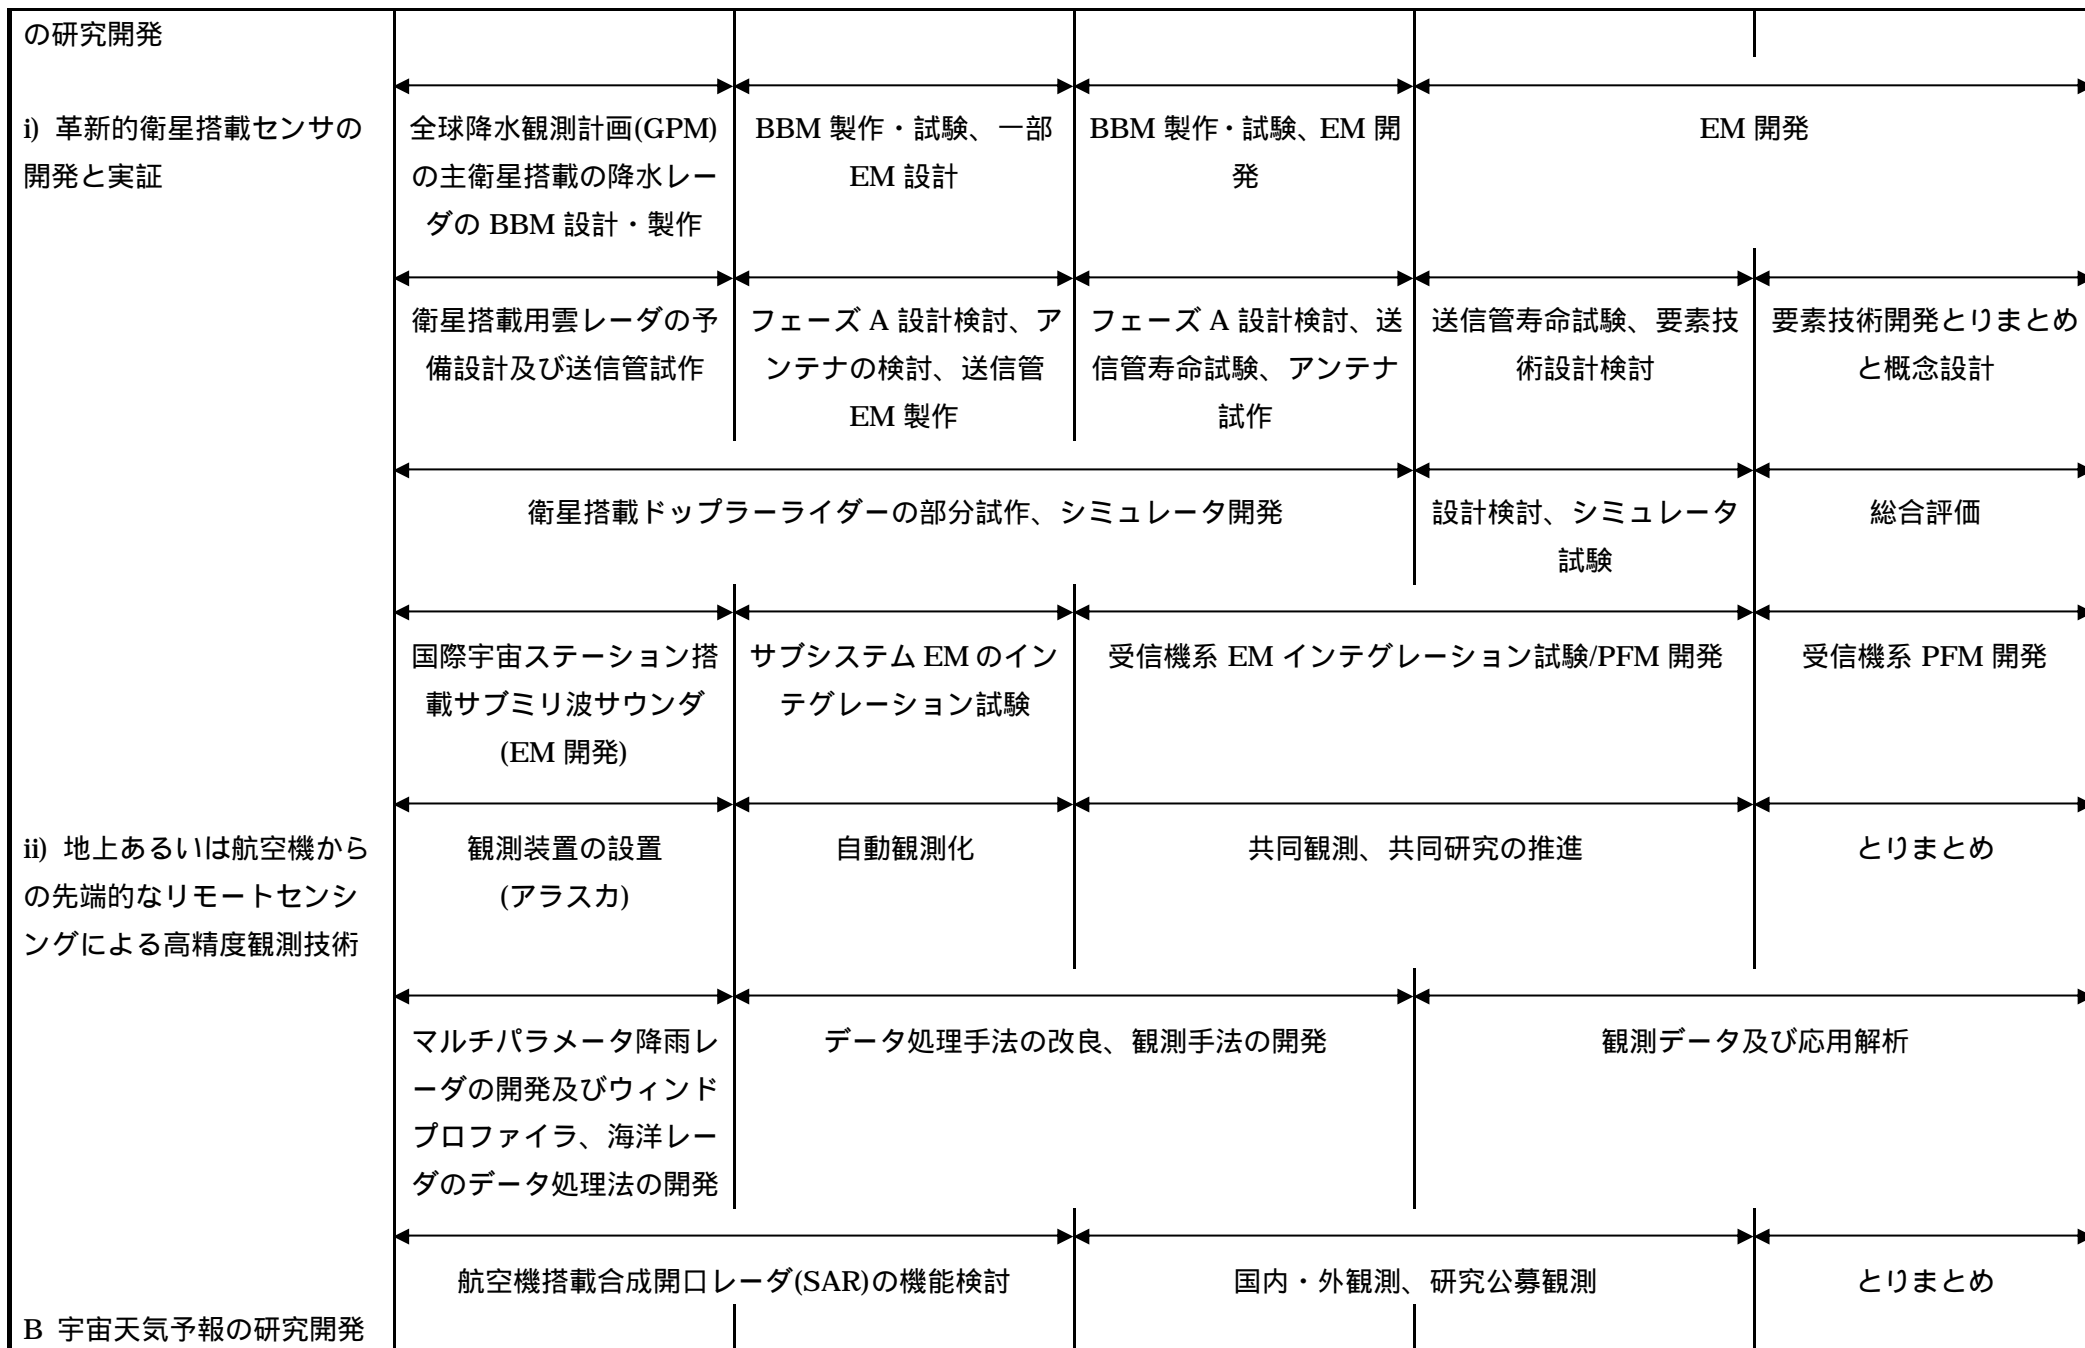 の研究開発
i) 革新的衛星搭載センサの
開発と実証
全球降水観測計画(GPM)
の主衛星搭載の降水レー
ダの BBM 設計・製作
BBM 製作・試験、一部
EM 設計
BBM 製作・試験、EM 開
発
EM 開発
衛星搭載用雲レーダの予
備設計及び送信管試作
フェーズ A 設計検討、ア
ンテナの検討、送信管
EM 製作
フェーズ A 設計検討、送
信管寿命試験、アンテナ
試作
送信管寿命試験、要素技
術設計検討
要素技術開発とりまとめ
と概念設計
衛星搭載ドップラーライダーの部分試作、シミュレータ開発
設計検討、シミュレータ
試験
総合評価
国際宇宙ステーション搭
載サブミリ波サウンダ
(EM 開発)
サブシステム EM のイン
テグレーション試験
受信機系 EM インテグレーション試験/PFM 開発
受信機系 PFM 開発
ii) 地上あるいは航空機から
の先端的なリモートセンシ
ングによる高精度観測技術
観測装置の設置
(アラスカ)
自動観測化
共同観測、共同研究の推進
とりまとめ
マルチパラメータ降雨レ
ーダの開発及びウィンド
プロファイラ、海洋レー
ダのデータ処理法の開発
データ処理手法の改良、観測手法の開発
観測データ及び応用解析
航空機搭載合成開口レーダ(SAR)の機能検討
国内・外観測、研究公募観測
とりまとめ
B 宇宙天気予報の研究開発